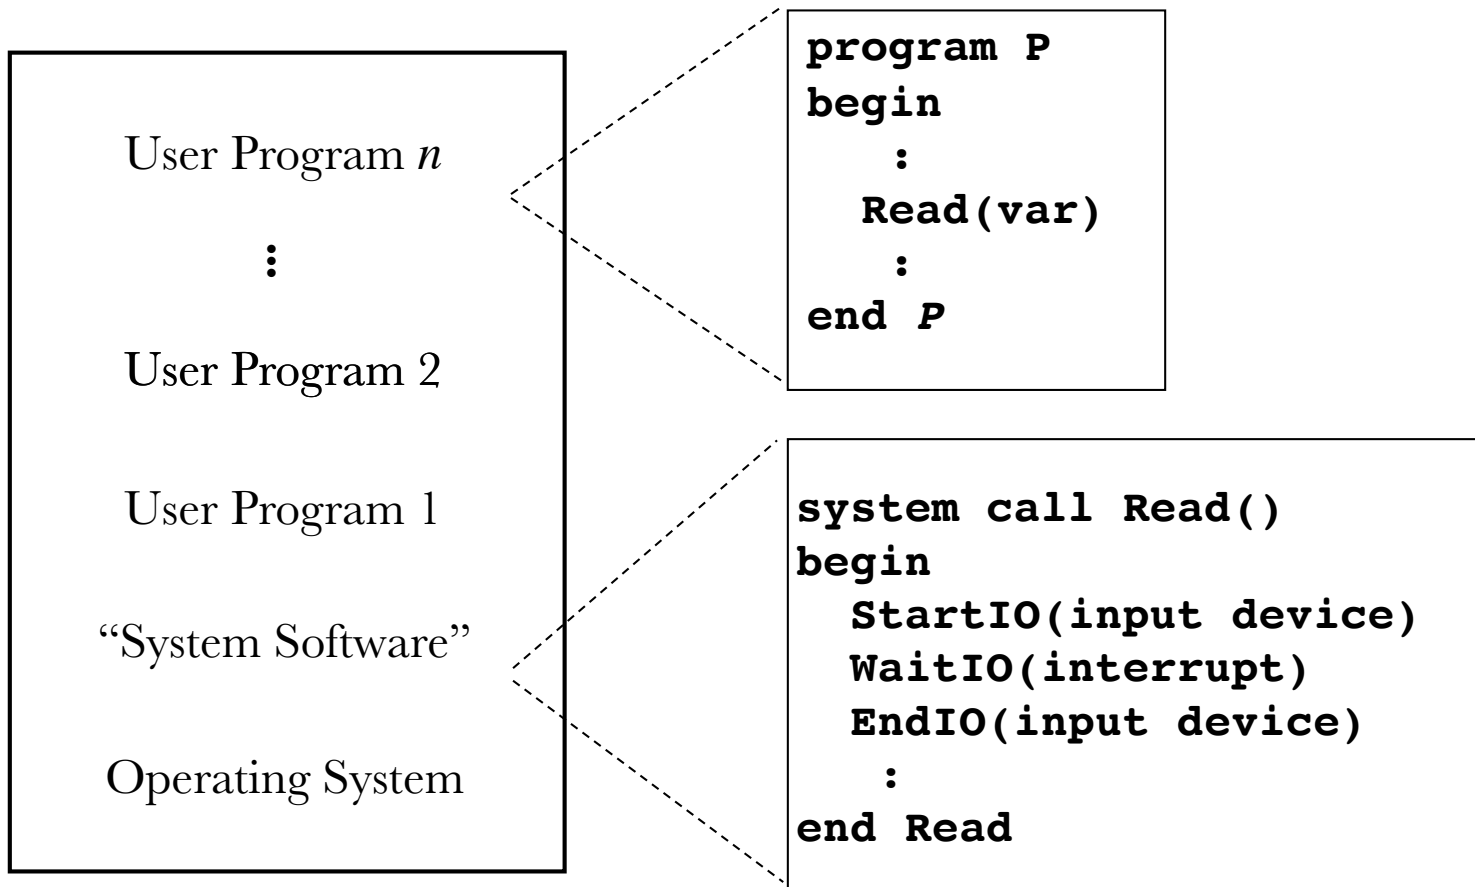 User Program n
⋮
User Program 2
User Program 1
“System Software”
Operating System
program P
begin
:
Read(var)
:
end P
system call Read()
begin
StartIO(input device)
WaitIO(interrupt)
EndIO(input device)
:
end Read